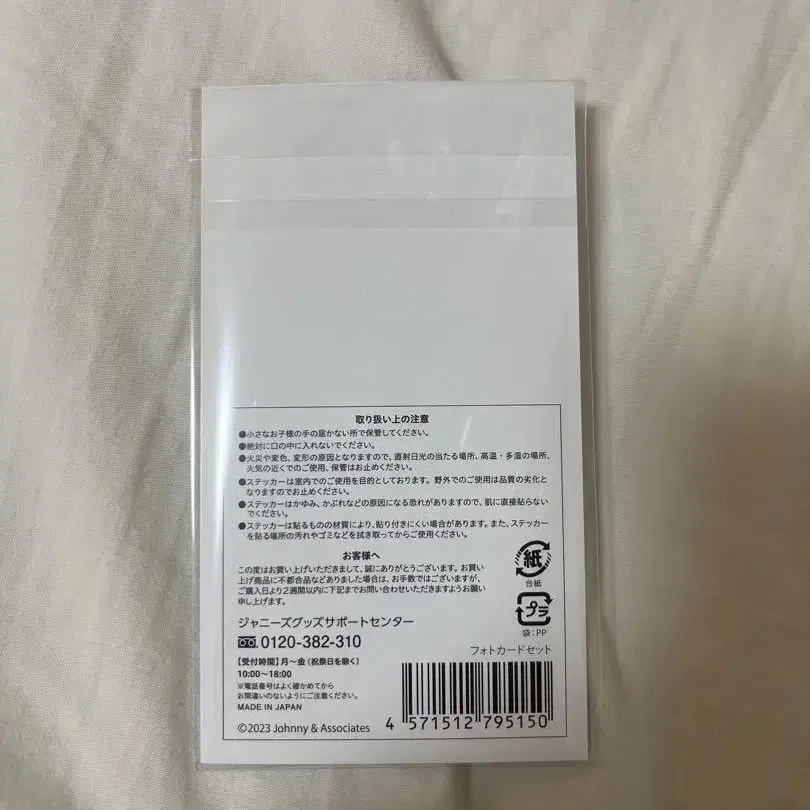 取り扱い上の注意
●小さなお子様の手の届かない所で保管してください。
●絶対に口の中に入れないでください。
●火災や変色、変形の原因となりますので、直射日光の当たる場所、高温・多湿の場所、
火気の近くでのご使用、保管はお止めください。
●ステッカーは室内でのご使用を目的としております。野外でのご使用は品質の劣化と
なりますのでお止めください。
●ステッカーはかゆみ、かぶれなどの原因になる恐れがありますので、肌に直接貼らない
でください。
●ステッカーは貼るものの材質により、貼り付きにくい場合があります。また、ステッカー
を貼る場所の汚れやゴミなどを拭き取ってからご使用ください。
お客様へ
この度はお買い上げいただきまして、誠にありがとうございます。お買い
上げ商品に不都合品などありました場合は、お手数ではございますが、
ご購入日より2週間以内に下記までお問い合わせいただきますようお願い
申し上げます。
ジャニーズグッズサポートセンター
0120-382-310
【受付時間】月〜金(祝祭日を除く)
10:00〜18:00
※電話番号はよく確かめてから
お間違いのないようにご注意ください。
MADE IN JAPAN
©2023 Johnny & Associates
紙
台紙
プラ
袋:PP
フォトカードセット
4 571512 795150